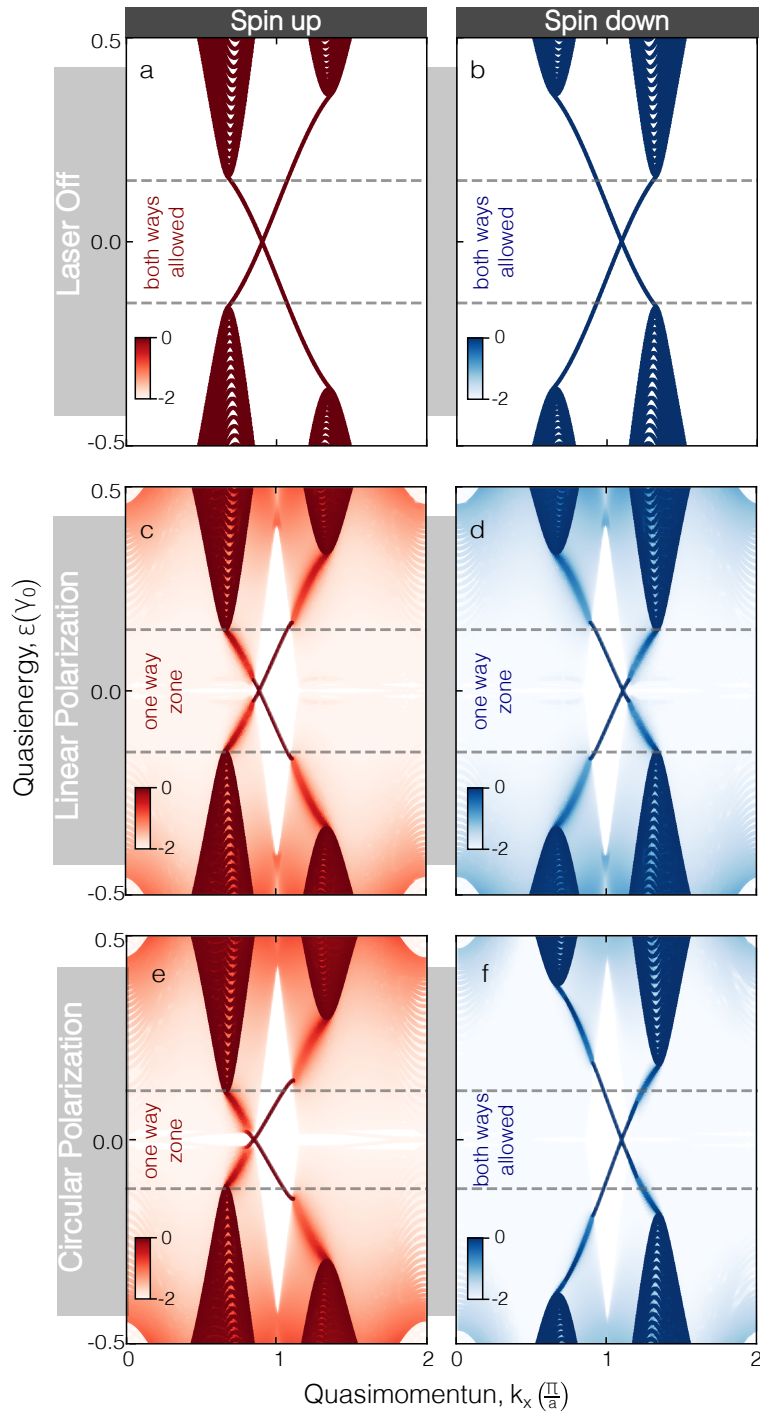 Spin up
Spin down
Laser Off
0.5
a
b
0.0
both ways
allowed
both ways
allowed
0
-2
0
-2
-0.5
Quasienergy, ε(γ0)
Linear Polarization
0.5
c
d
0.0
one way
zone
one way
zone
0
-2
0
-2
-0.5
Circular Polarization
0.5
e
f
0.0
one way
zone
both ways
allowed
0
-2
0
-2
-0.5
0
1
2
0
1
2
Quasimomentun, kx (Π/a)